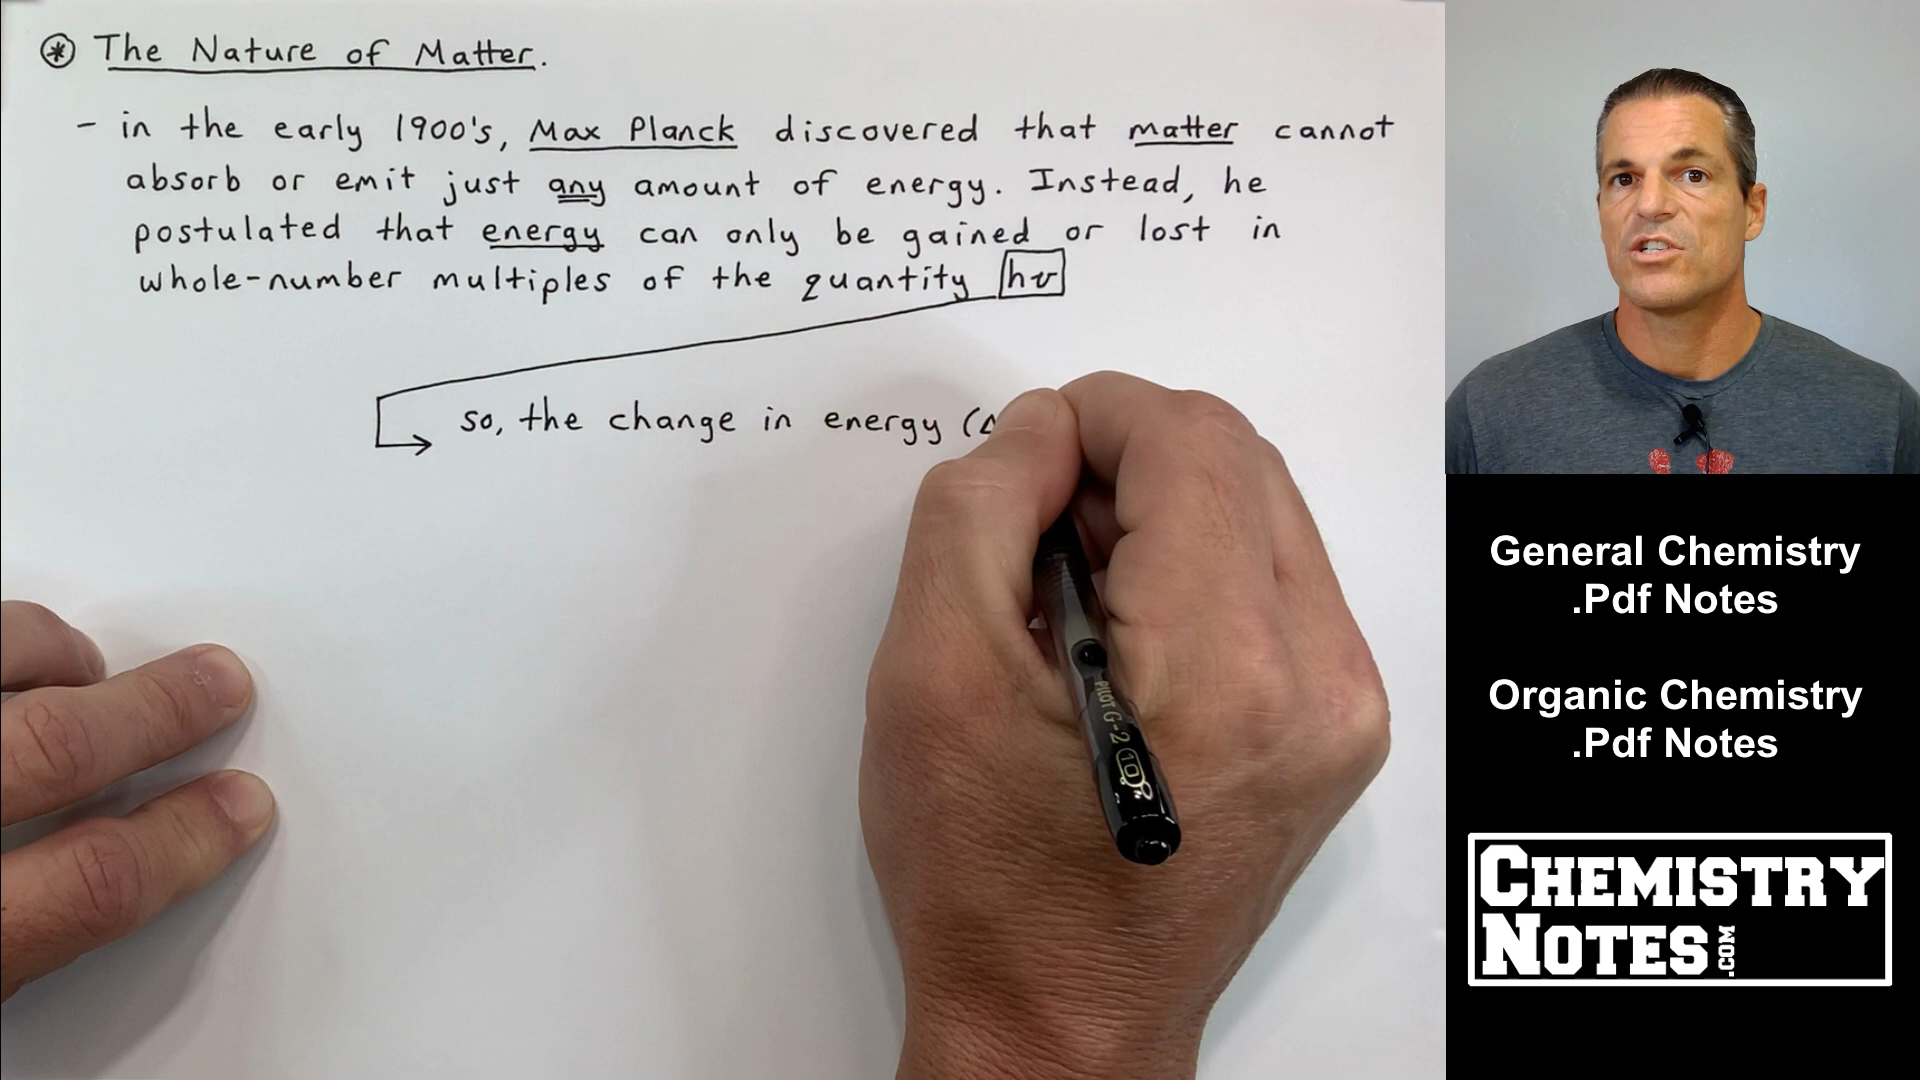 ⊛ The Nature of Matter.
- in the early 1900's, Max Planck discovered that matter cannot
absorb or emit just any amount of energy. Instead, he
postulated that energy can only be gained or lost in
whole-number multiples of the quantity hν
so, the change in energy (Δ
PILOT G-2 10
General Chemistry
.Pdf Notes
Organic Chemistry
.Pdf Notes
CHEMISTRY
NOTES.COM